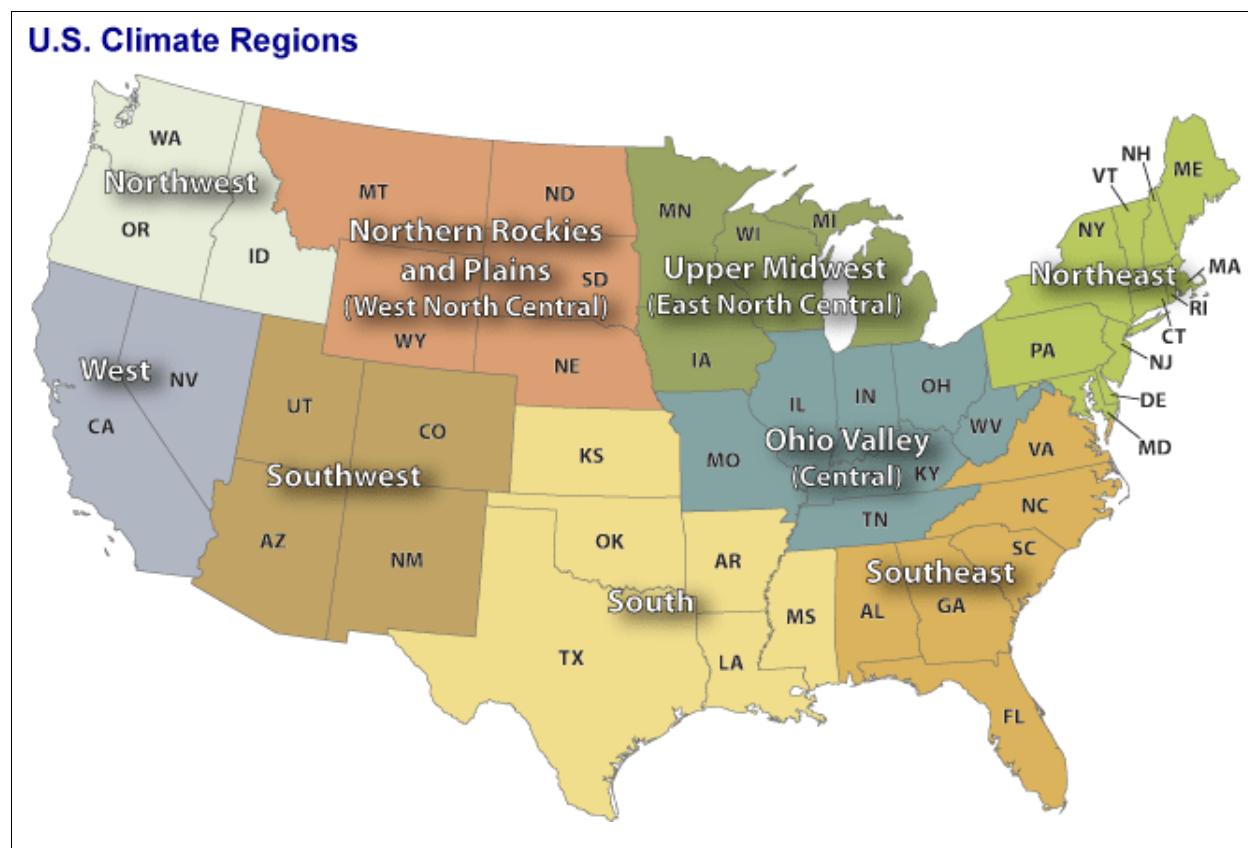 U.S. Climate Regions
WA
Northwest
OR
ID
MT
ND
Northern Rockies
and Plains
SD
(West North Central)
WY
NE
MN
WI
MI
Upper Midwest
(East North Central)
IA
NH
VT
ME
NY
Northeast
MA
RI
CT
PA
NJ
DE
MD
West
NV
CA
UT
CO
Southwest
AZ
NM
KS
OK
AR
South
TX
LA
MS
IL
IN
OH
WV
Ohio Valley
(Central)
MO
KY
TN
VA
NC
SC
Southeast
AL
GA
FL